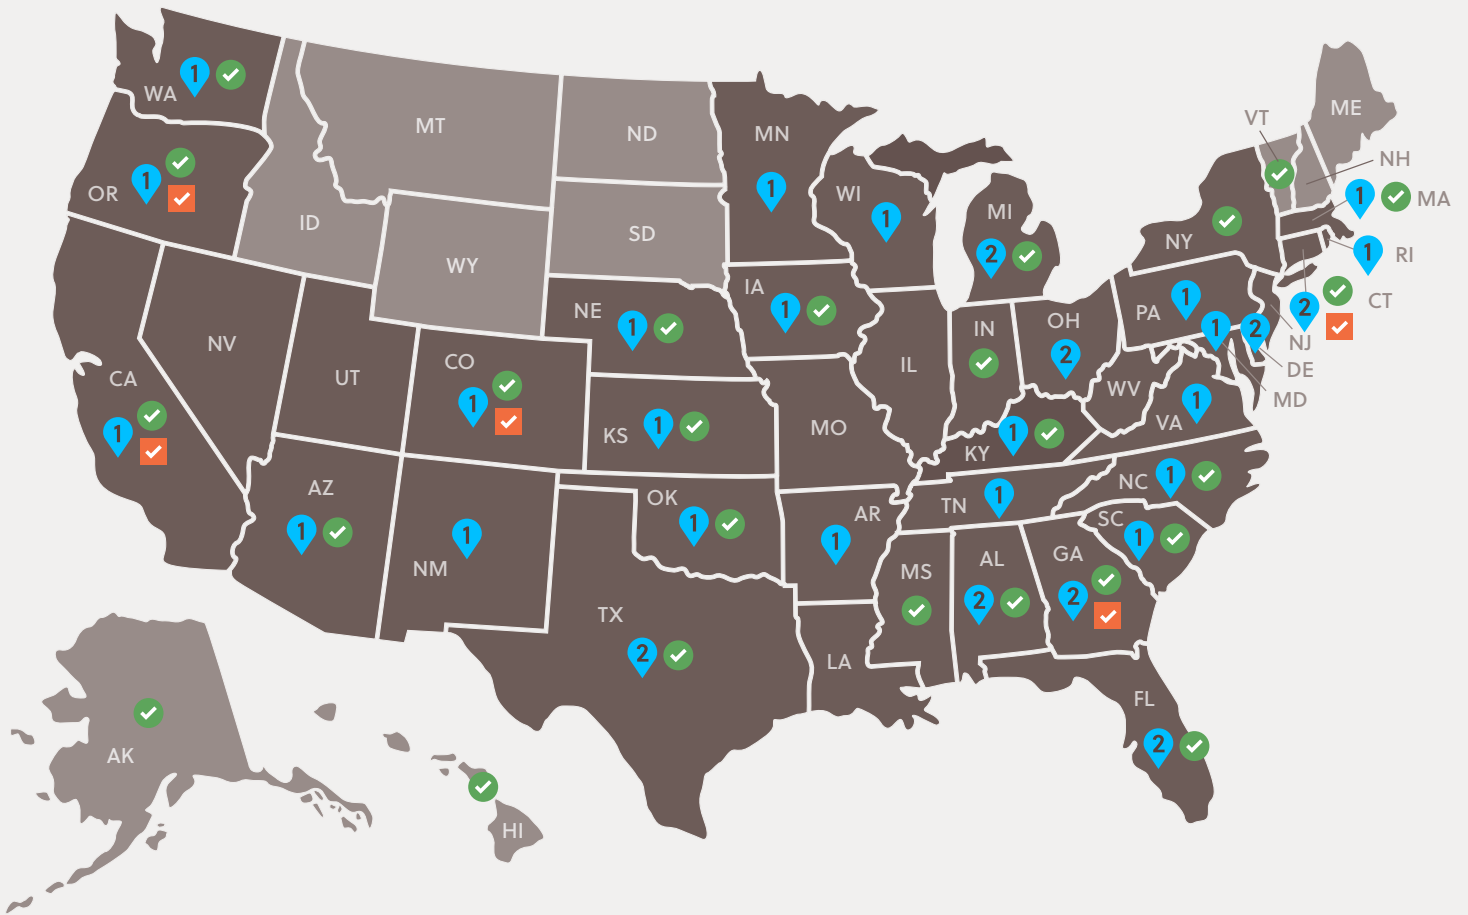 ME
VT
MT
ND
MN
NH
WA 1
OR 1
WI 1
1
1 MA
ID
SD
MI
2
NY
1 RI
WY
IA
1
NE
1
PA
1
2 CT
NV
IN
OH
2
1
2
NJ
UT
CO
1
IL
DE
CA
1
WV
MD
KS
1
MO
KY
1
VA
1
AZ
1
OK
1
AR
1
TN
1
NC
1
SC
1
NM
1
MS
AL
2
GA
2
TX
2
LA
FL
2
AK
HI